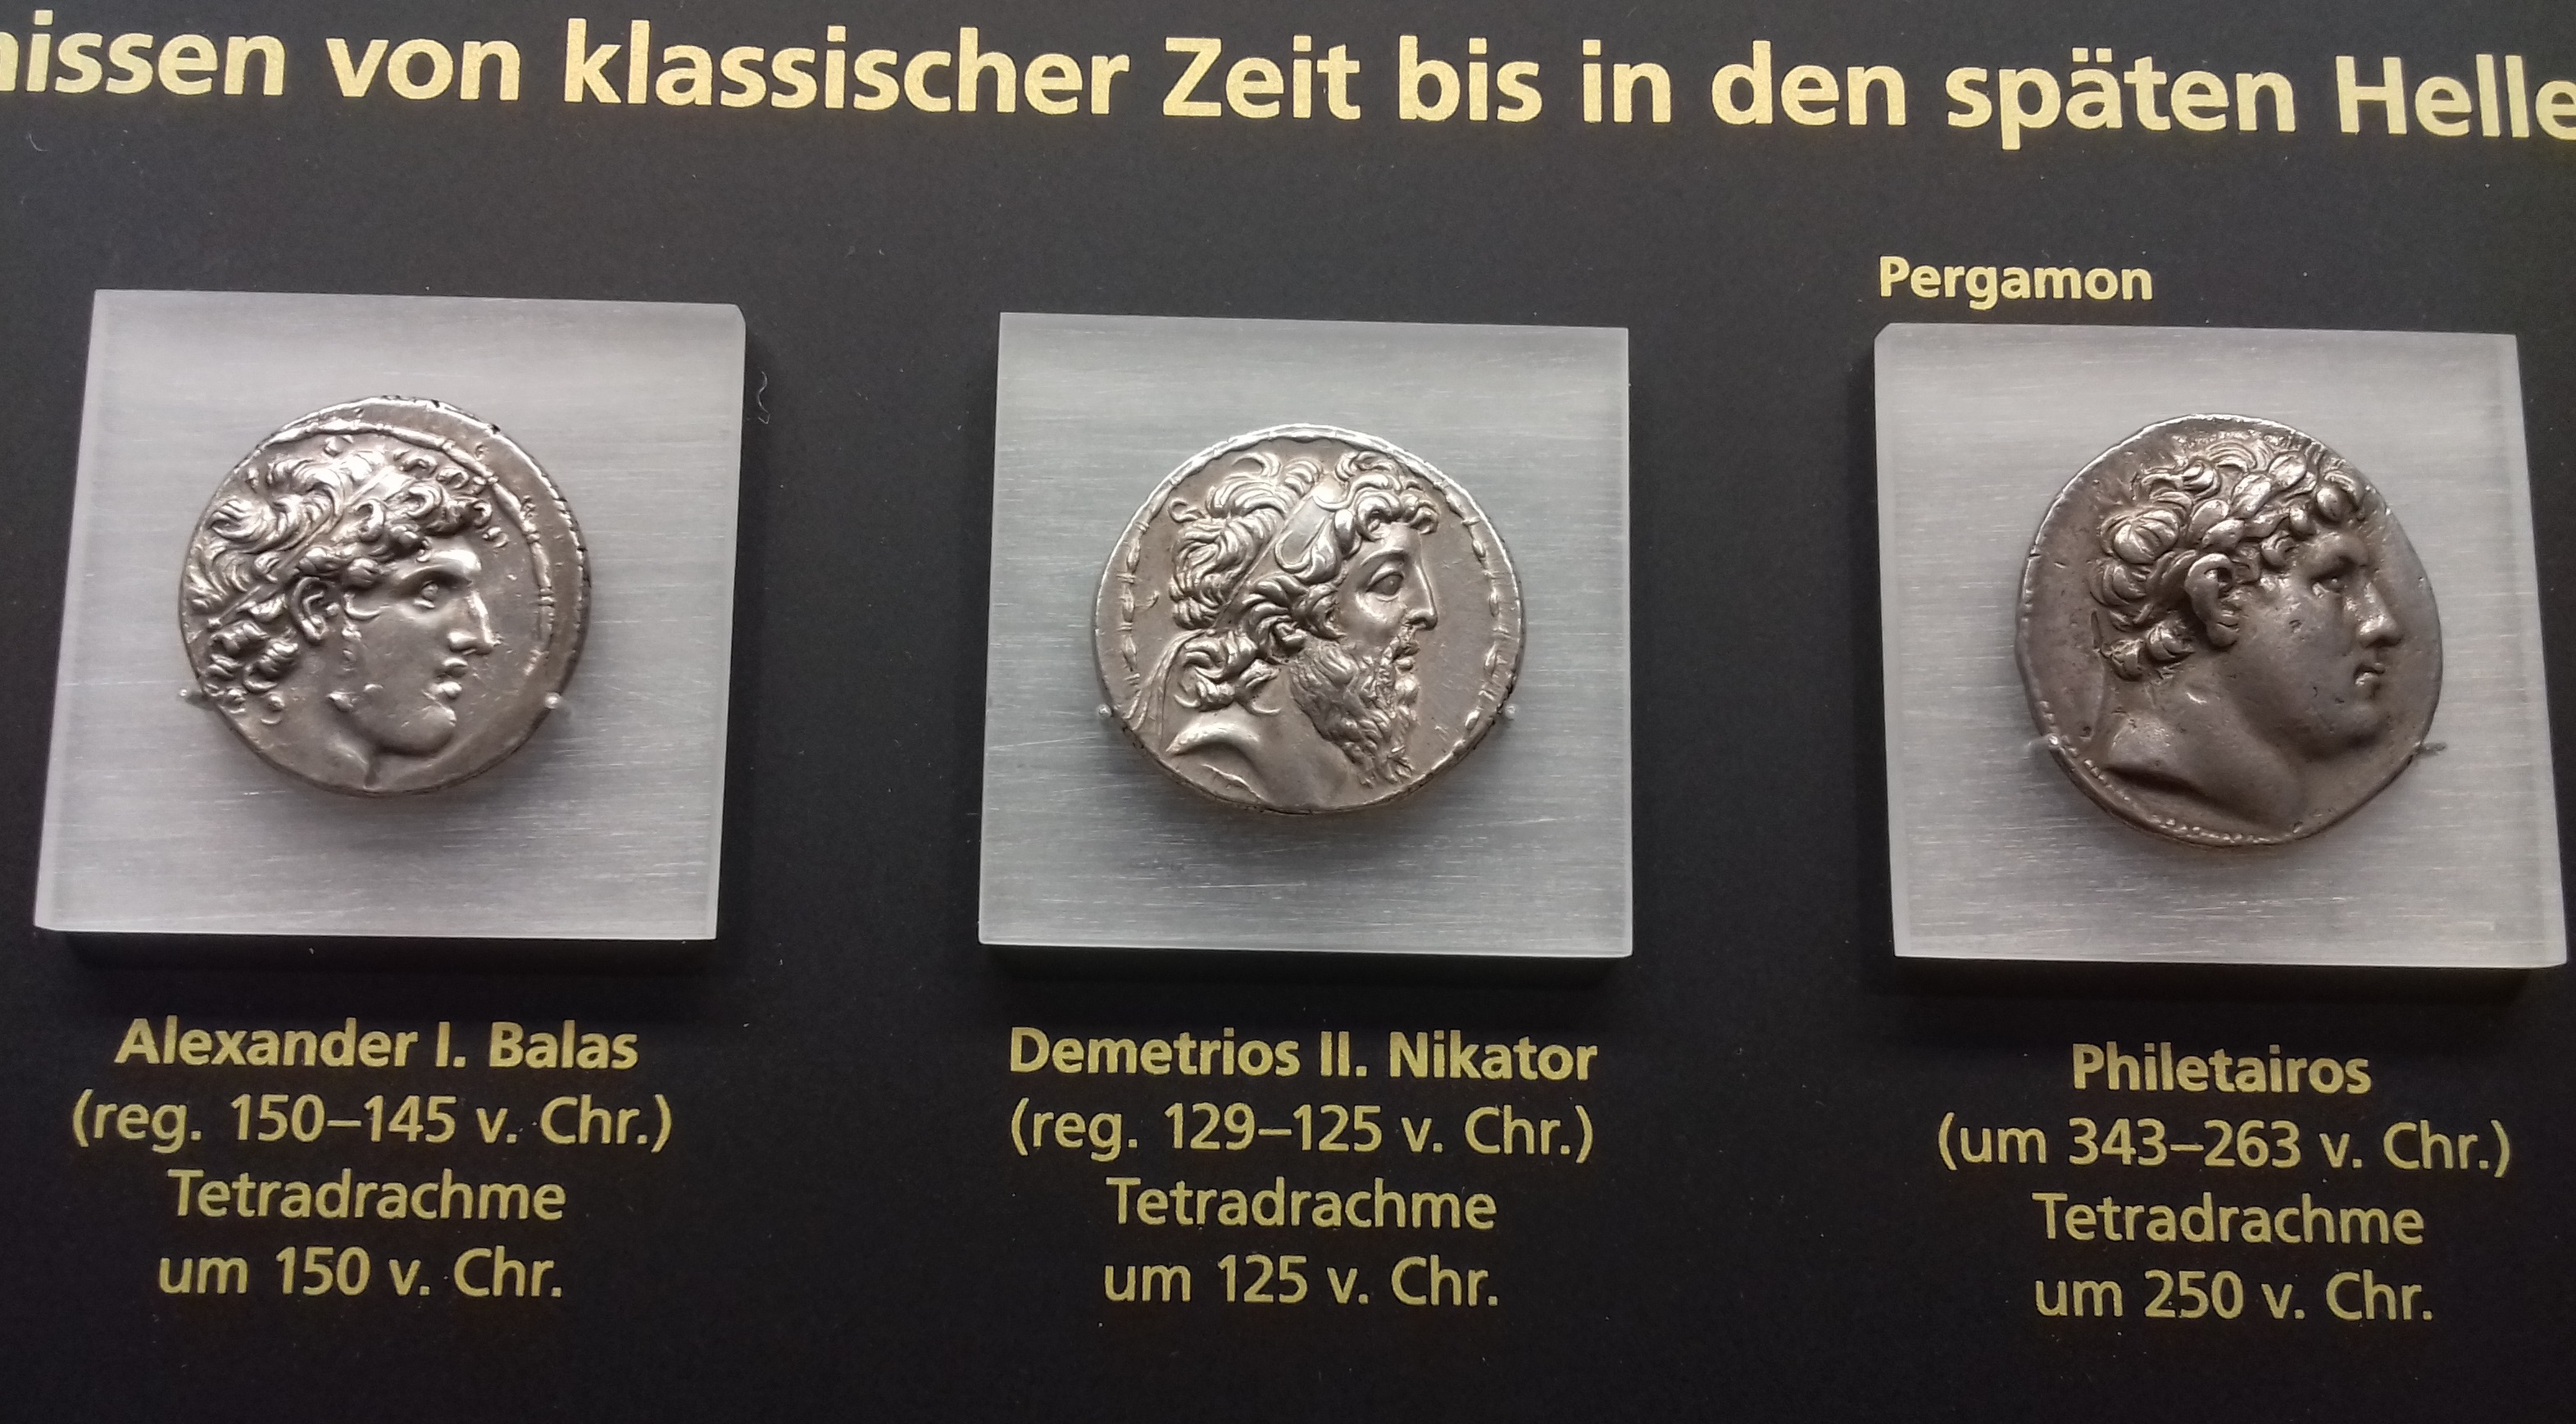 von klassischer Zeit bis in den späten
Pergamon
Alexander I. Balas
(reg. 150–145 v. Chr.)
Tetradrachme
um 150 v. Chr.
Demetrios II. Nikator
(reg. 129–125 v. Chr.)
Tetradrachme
um 125 v. Chr.
Philetairos
(um 343–263 v. Chr.)
Tetradrachme
um 250 v. Chr.